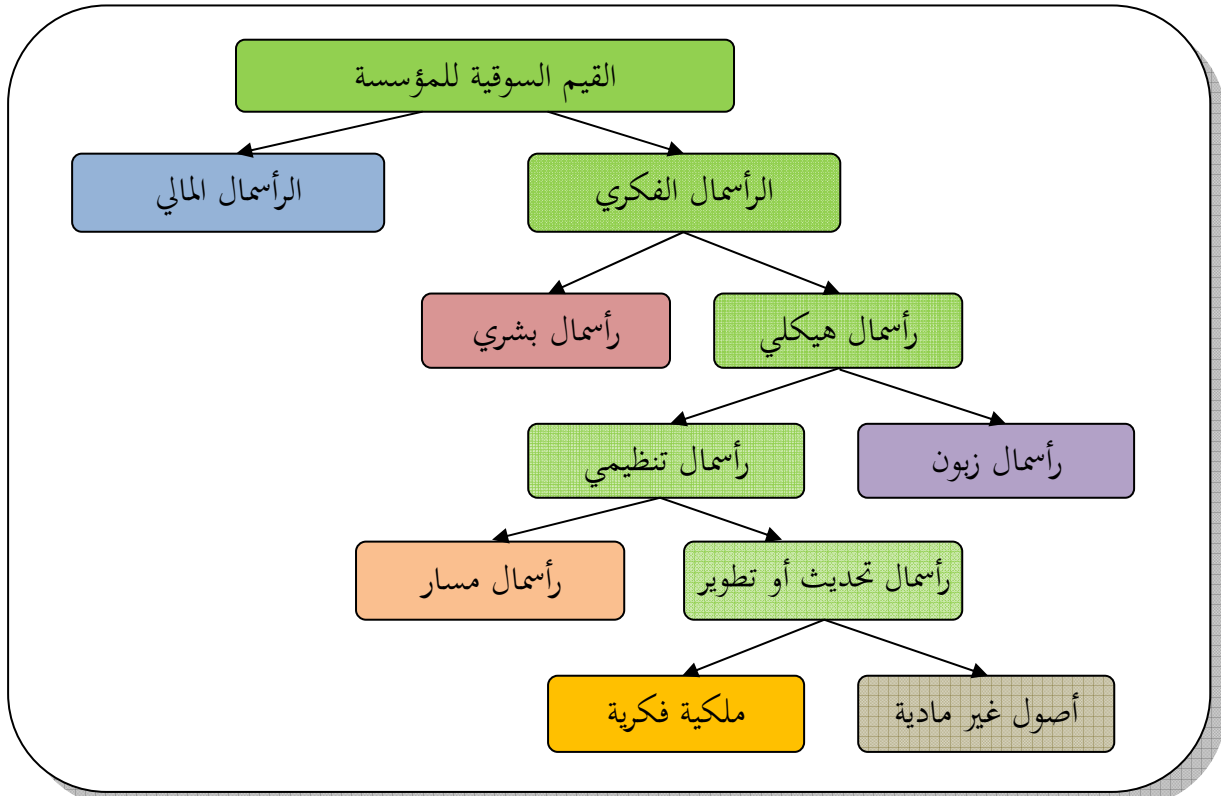 القيم السوقية للمؤسسة
الرأسمال الفكري
الرأسمال المالي
رأسمال هيكلي
رأسمال بشري
رأسمال زبون
رأسمال تنظيمي
رأسمال تحديث أو تطوير
رأسمال مسار
أصول غير مادية
ملكية فكرية